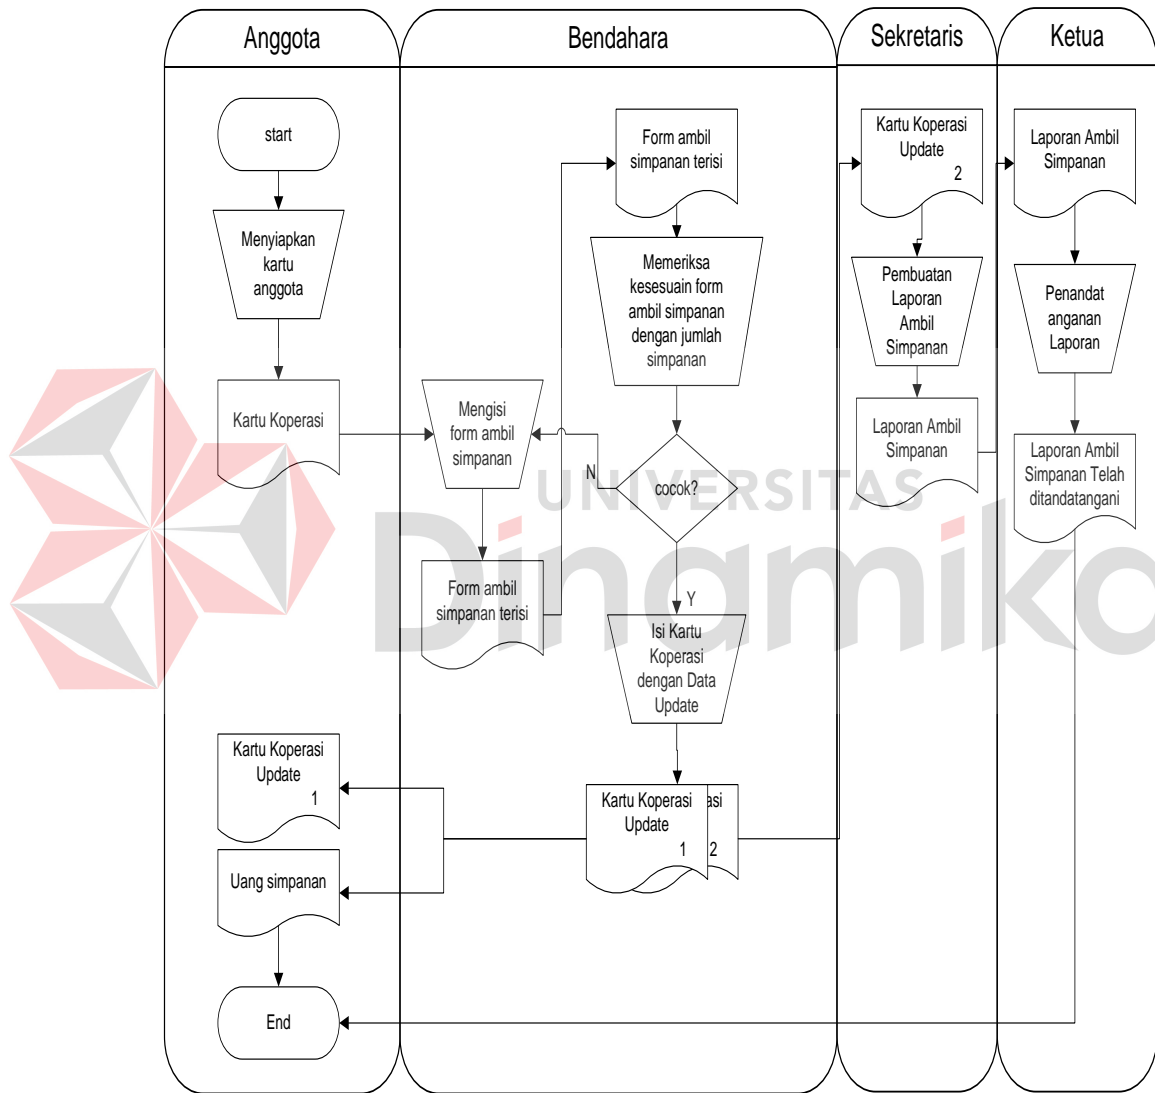 Anggota
Bendahara
Sekretaris
Ketua
start
Menyiapkan
kartu
anggota
Kartu Koperasi
Kartu Koperasi
Update
1
Uang simpanan
End
Form ambil
simpanan terisi
Memeriksa
kesesuain form
ambil simpanan
dengan jumlah
simpanan
Mengisi
form ambil
simpanan
N
cocok?
Form ambil
simpanan terisi
Y
Isi Kartu
Koperasi
dengan Data
Update
Kartu Koperasi
Update
1
asi
2
Kartu Koperasi
Update
2
Pembuatan
Laporan
Ambil
Simpanan
Laporan Ambil
Simpanan
Laporan Ambil
Simpanan
Penandat
anganan
Laporan
Laporan Ambil
Simpanan Telah
ditandatangani
UNIVERSITAS
Dinamika